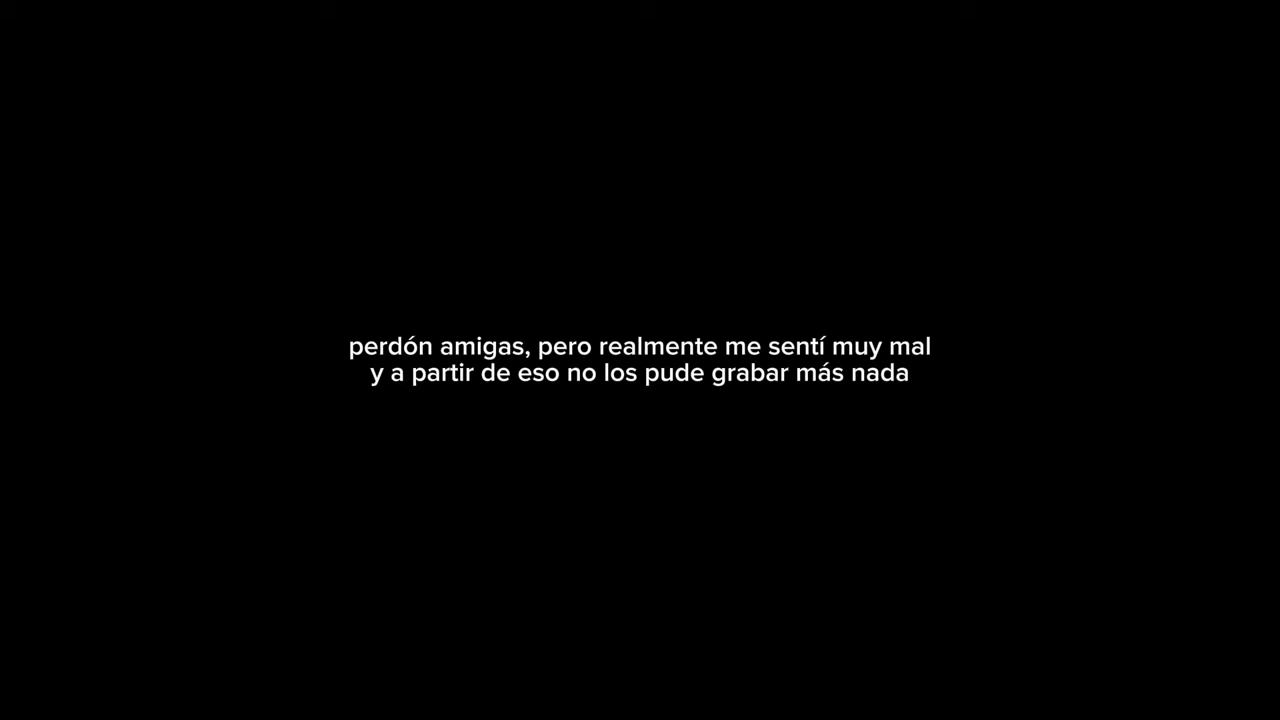 perdón amigas, pero realmente me sentí muy mal
y a partir de eso no los pude grabar más nada